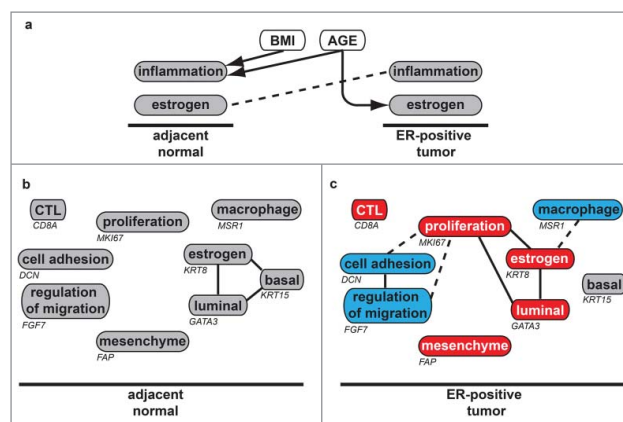 a
BMI AGE
inflammation inflammation
estrogen estrogen
adjacent
normal
ER-positive
tumor
b
CTL
CD8A
proliferation
MKI67
macrophage
MSR1
cell adhesion
DCN
estrogen
KRT8
basal
KRT15
regulation
of migration
FGF7
luminal
GATA3
mesenchyme
FAP
adjacent
normal
c
CTL
CD8A
proliferation
MKI67
macrophage
MSR1
cell adhesion
DCN
estrogen
KRT8
basal
KRT15
regulation
of migration
FGF7
luminal
GATA3
mesenchyme
FAP
ER-positive
tumor